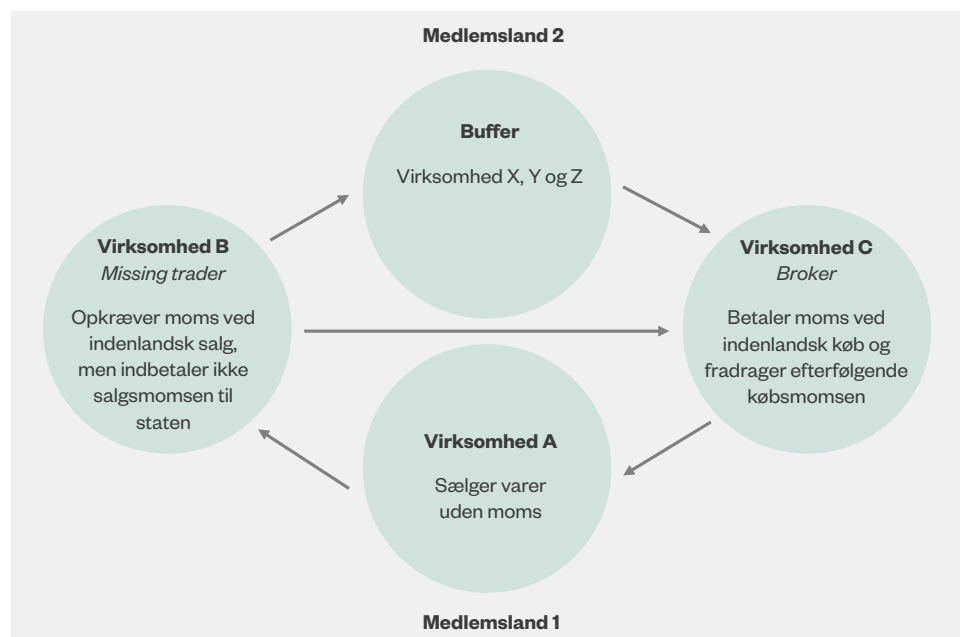 Medlemsland 2
Buffer
Virksomhed X, Y og Z
Virksomhed B
Missing trader
Opkræver moms ved
indenlandsk salg,
men indbetaler ikke
salgsmomsen til
staten
Virksomhed C
Broker
Betaler moms ved
indenlandsk køb og
fradrager efterfølgende
købsmomsen
Virksomhed A
Sælger varer
uden moms
Medlemsland 1